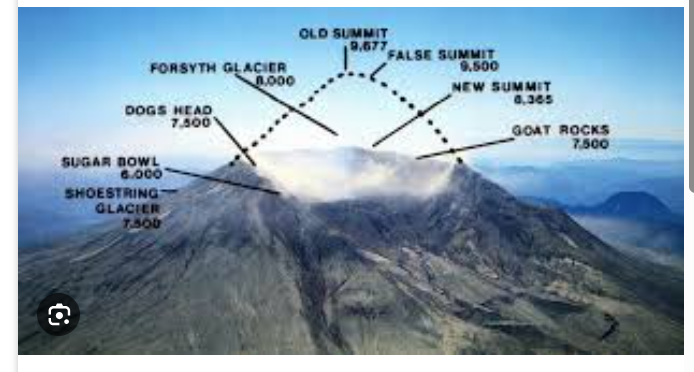 OLD SUMMIT
9,677
FALSE SUMMIT
9,500
FORSYTH GLACIER
8,000
NEW SUMMIT
8,365
DOGS HEAD
7,500
GOAT ROCKS
7,500
SUGAR BOWL
6,000
SHOESTRING
GLACIER
7,500